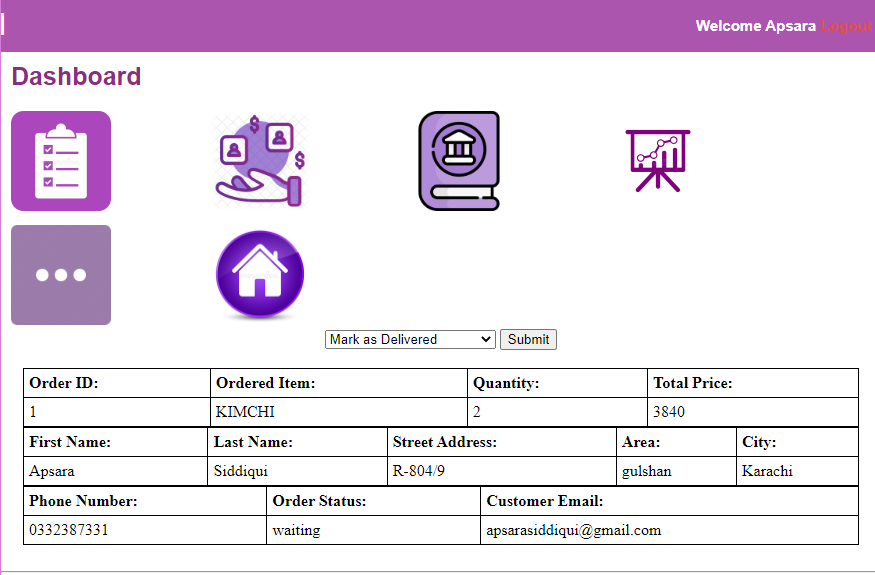 Welcome Apsara Logout
Dashboard
Mark as Delivered Submit
Order ID: Ordered Item: Quantity: Total Price:
1 KIMCHI 2 3840
First Name: Last Name: Street Address: Area: City:
Apsara Siddiqui R-804/9 gulshan Karachi
Phone Number: Order Status: Customer Email:
0332387331 waiting apsarasiddiqui@gmail.com